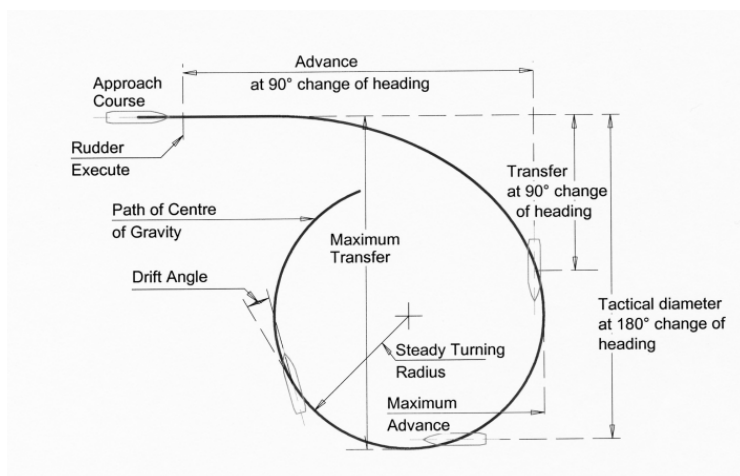 Advance
at 90° change of heading
Approach
Course
Rudder
Execute
Transfer
at 90° change
of heading
Path of Centre
of Gravity
Maximum
Transfer
Drift Angle
Tactical diameter
at 180° change of
heading
Steady Turning
Radius
Maximum
Advance